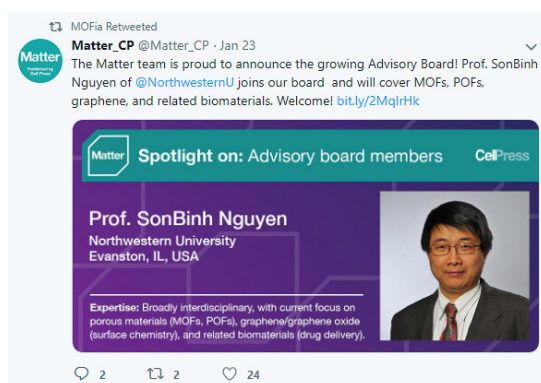 MOFia Retweeted
Matter_CP @Matter_CP · Jan 23
The Matter team is proud to announce the growing Advisory Board! Prof. SonBinh
Nguyen of @NorthwesternU joins our board and will cover MOFs, POFs,
graphene, and related biomaterials. Welcome! bit.ly/2MqIrHk
Matter
Published by
Cell Press
Matter
Spotlight on: Advisory board members
CellPress
Prof. SonBinh Nguyen
Northwestern University
Evanston, IL, USA
Expertise: Broadly interdisciplinary, with current focus on
porous materials (MOFs, POFs), graphene/graphene oxide
(surface chemistry), and related biomaterials (drug delivery).
2 2 24